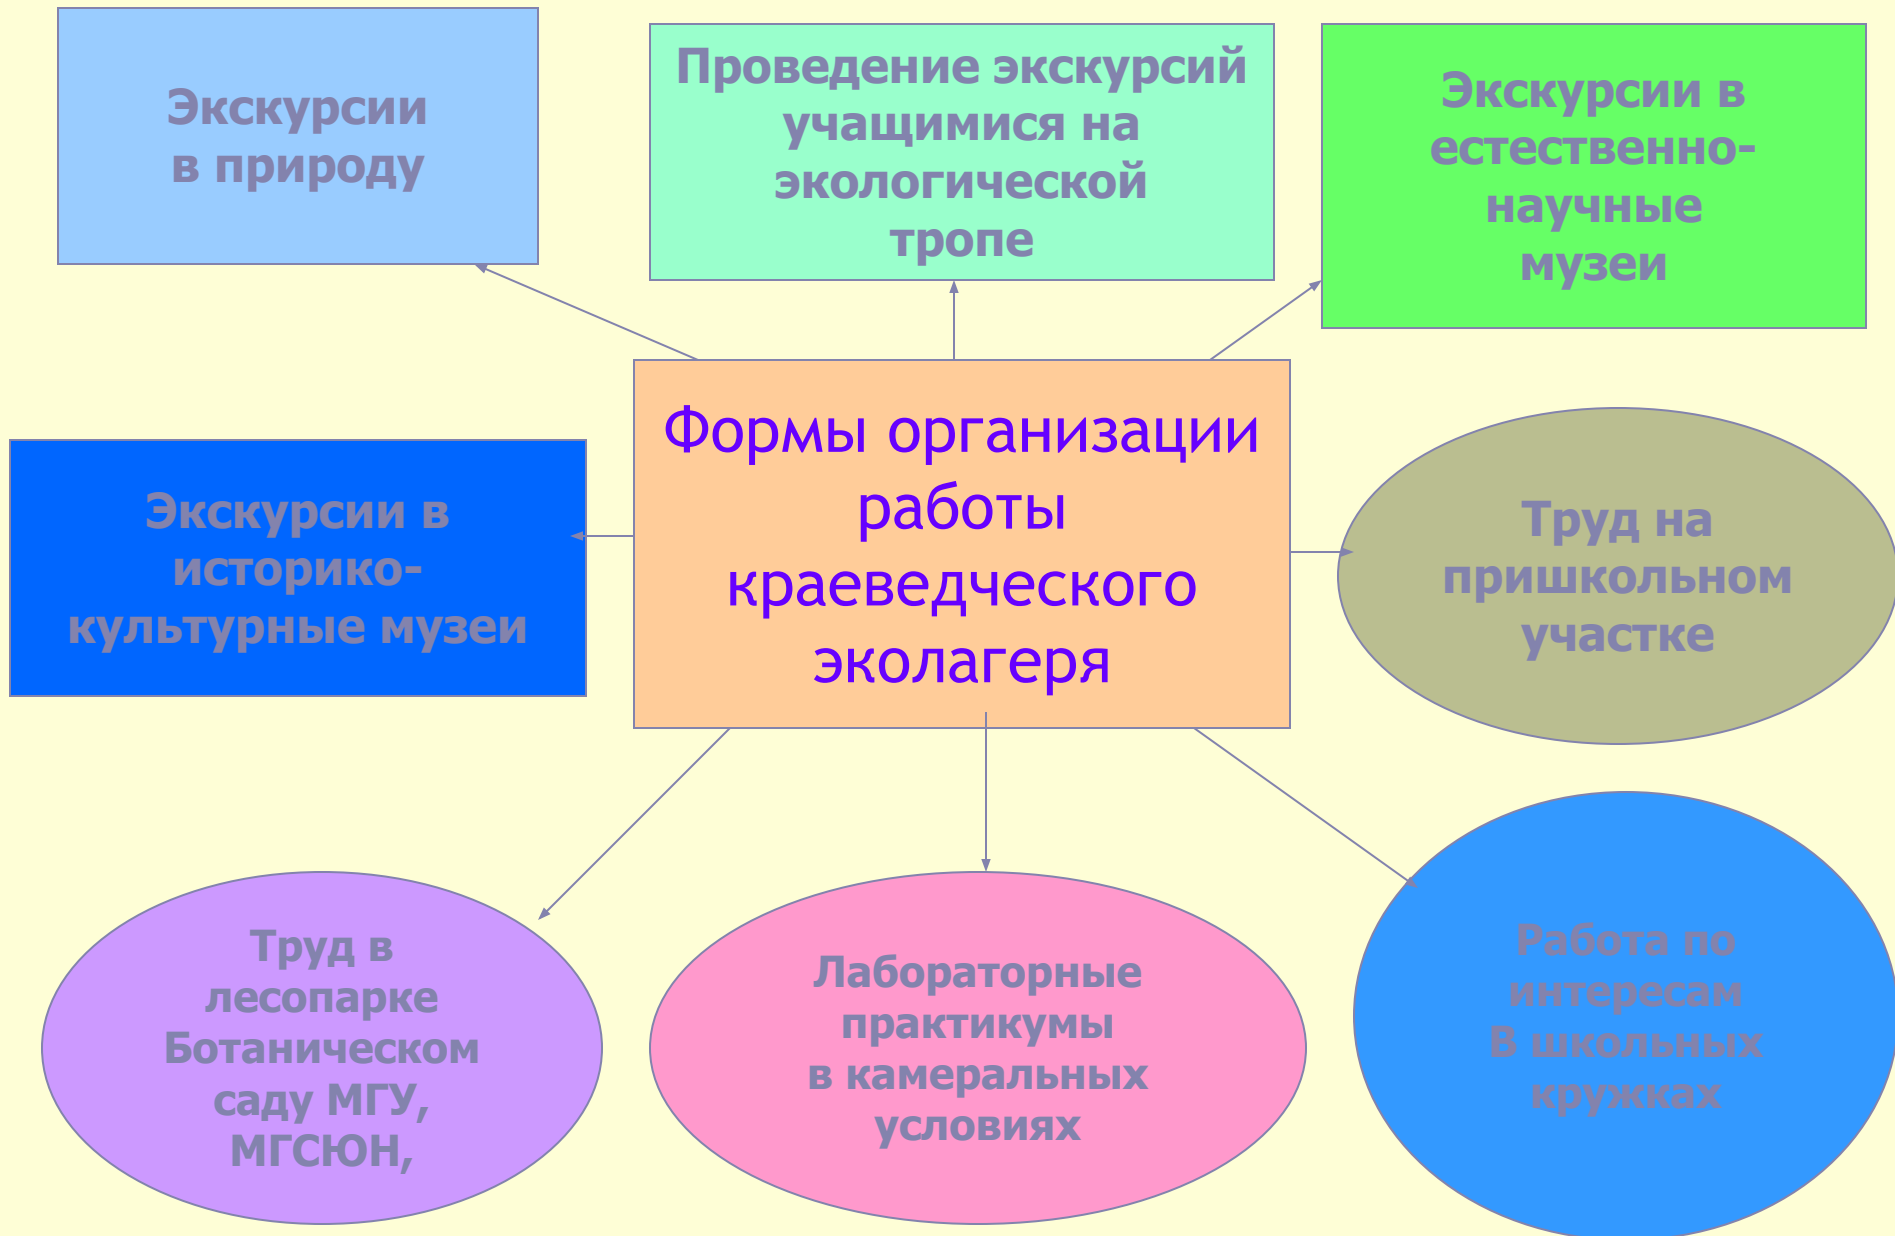 Экскурсии
в природу
Проведение экскурсий
учащимися на
экологической
тропе
Экскурсии в
естественно-
научные
музеи
Формы организации
работы
краеведческого
эколагеря
Экскурсии в
историко-
культурные музеи
Труд на
пришкольном
участке
Труд в
лесопарке
Ботаническом
саду МГУ,
МГСЮН,
Лабораторные
практикумы
в камеральных
условиях
Работа по
интересам
В школьных
кружках